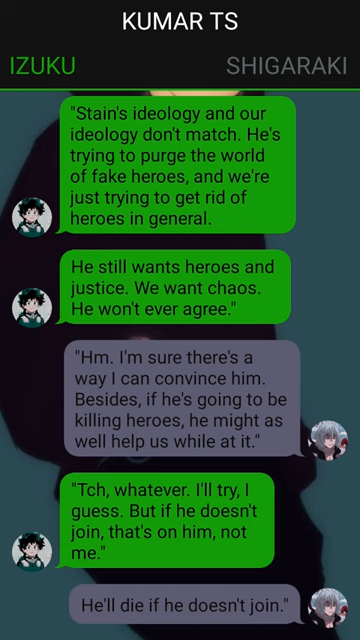 KUMAR TS
IZUKU
SHIGARAKI
"Stain's ideology and our
ideology don't match. He's
trying to purge the world
of fake heroes, and we're
just trying to get rid of
heroes in general.
He still wants heroes and
justice. We want chaos.
He won't ever agree."
"Hm. I'm sure there's a
way I can convince him.
Besides, if he's going to be
killing heroes, he might as
well help us while at it."
"Tch, whatever. I'll try, I
guess. But if he doesn't
join, that's on him, not
me."
He'll die if he doesn't join."